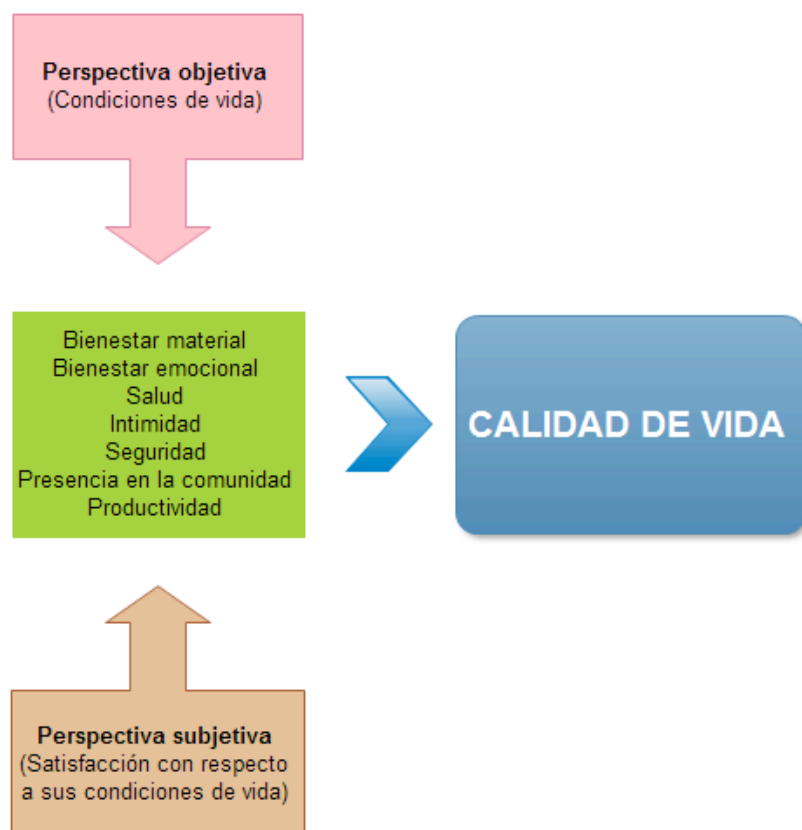 Perspectiva objetiva
(Condiciones de vida)
Bienestar material
Bienestar emocional
Salud
Intimidad
Seguridad
Presencia en la comunidad
Productividad
CALIDAD DE VIDA
Perspectiva subjetiva
(Satisfacción con respecto
a sus condiciones de vida)